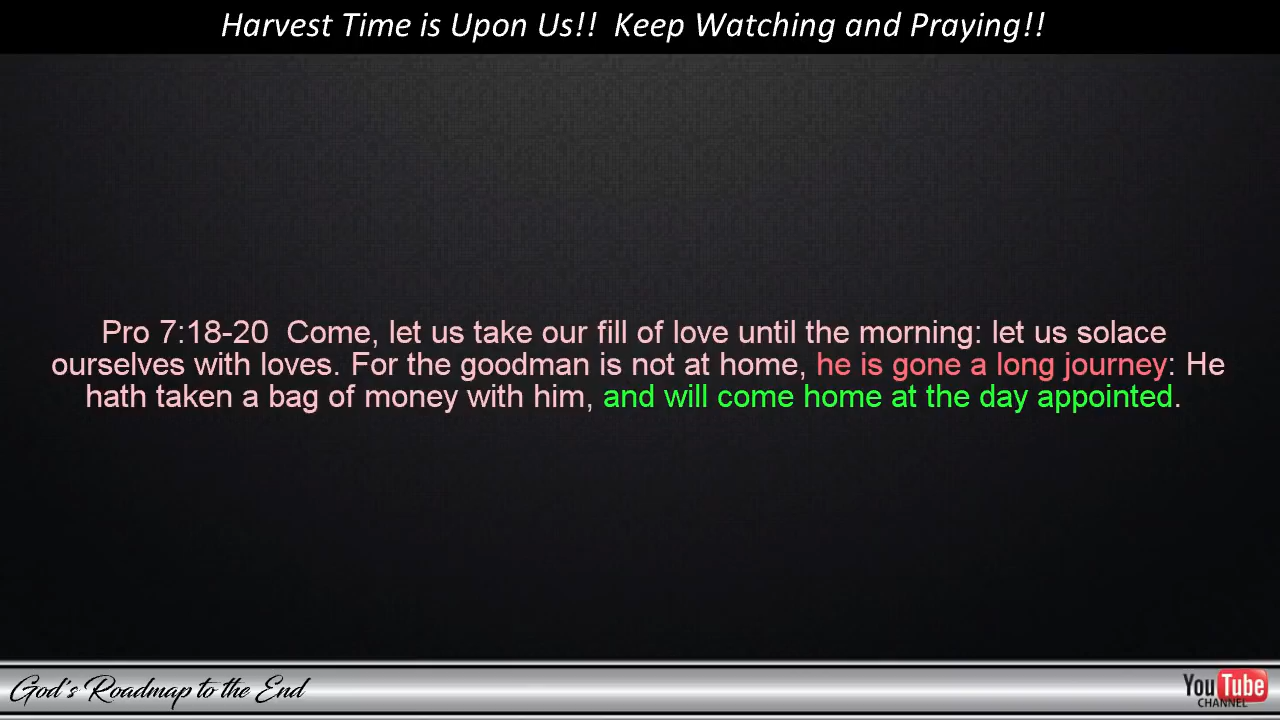 Harvest Time is Upon Us!!  Keep Watching and Praying!!
Pro 7:18-20  Come, let us take our fill of love until the morning: let us solace
ourselves with loves. For the goodman is not at home, he is gone a long journey: He
hath taken a bag of money with him, and will come home at the day appointed.
God's Roadmap to the End
YouTube
CHANNEL